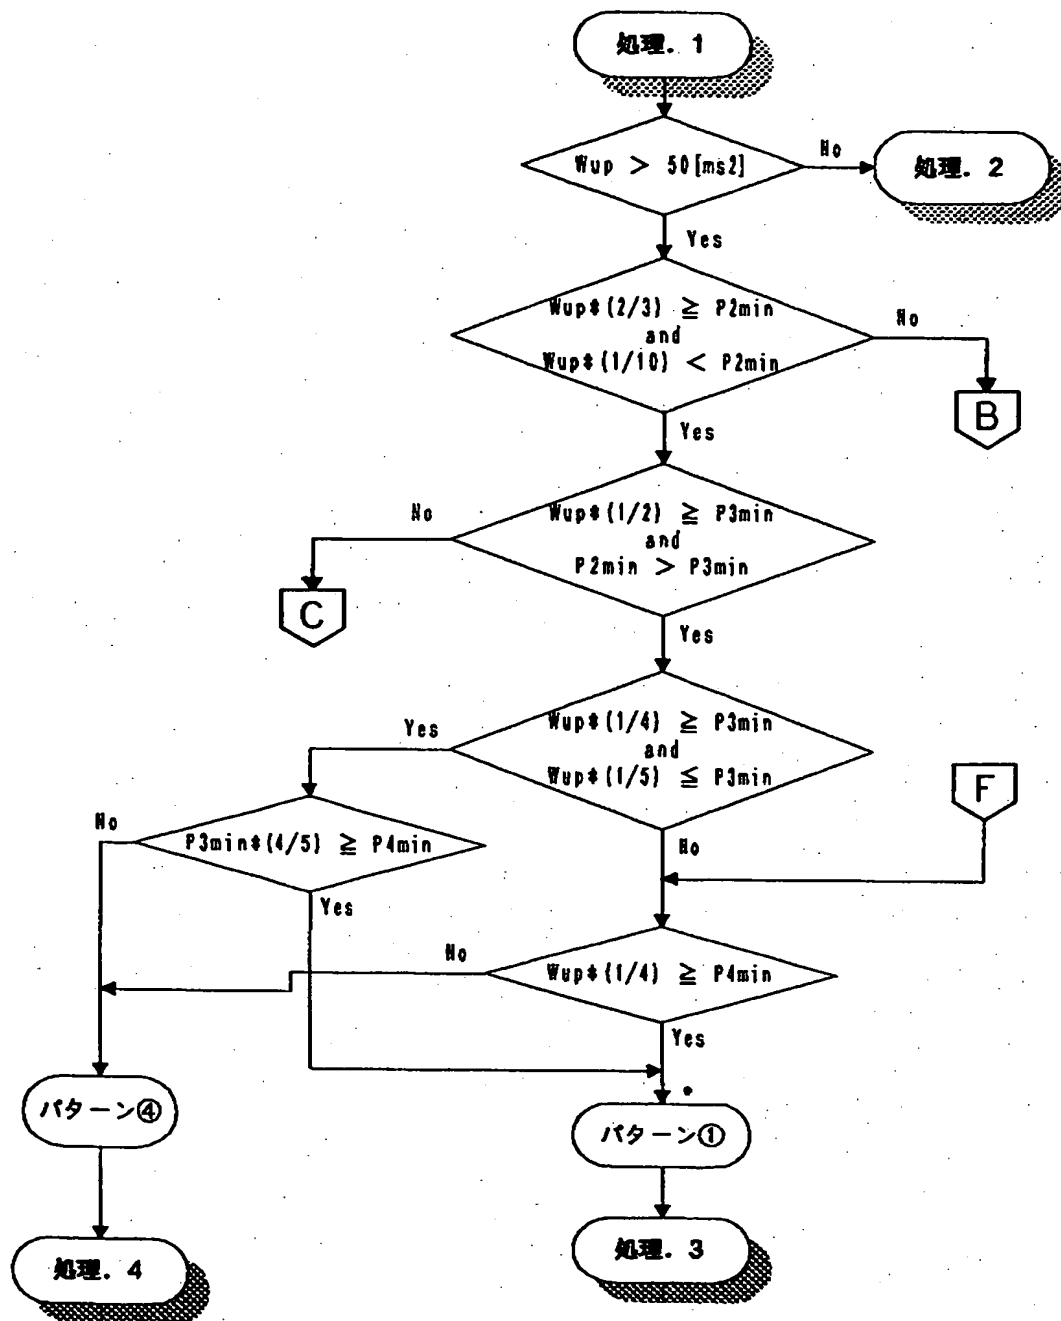 処理. 1
Wup > 50[ms2]
No
処理. 2
Yes
Wup*(2/3) ≧ P2min
and
Wup*(1/10) < P2min
No
B
Yes
Wup*(1/2) ≧ P3min
and
P2min > P3min
No
C
Yes
Wup*(1/4) ≧ P3min
and
Wup*(1/5) ≦ P3min
Yes
F
No
P3min*(4/5) ≧ P4min
No
Yes
No
Wup*(1/4) ≧ P4min
Yes
パターン④
パターン①
処理. 4
処理. 3